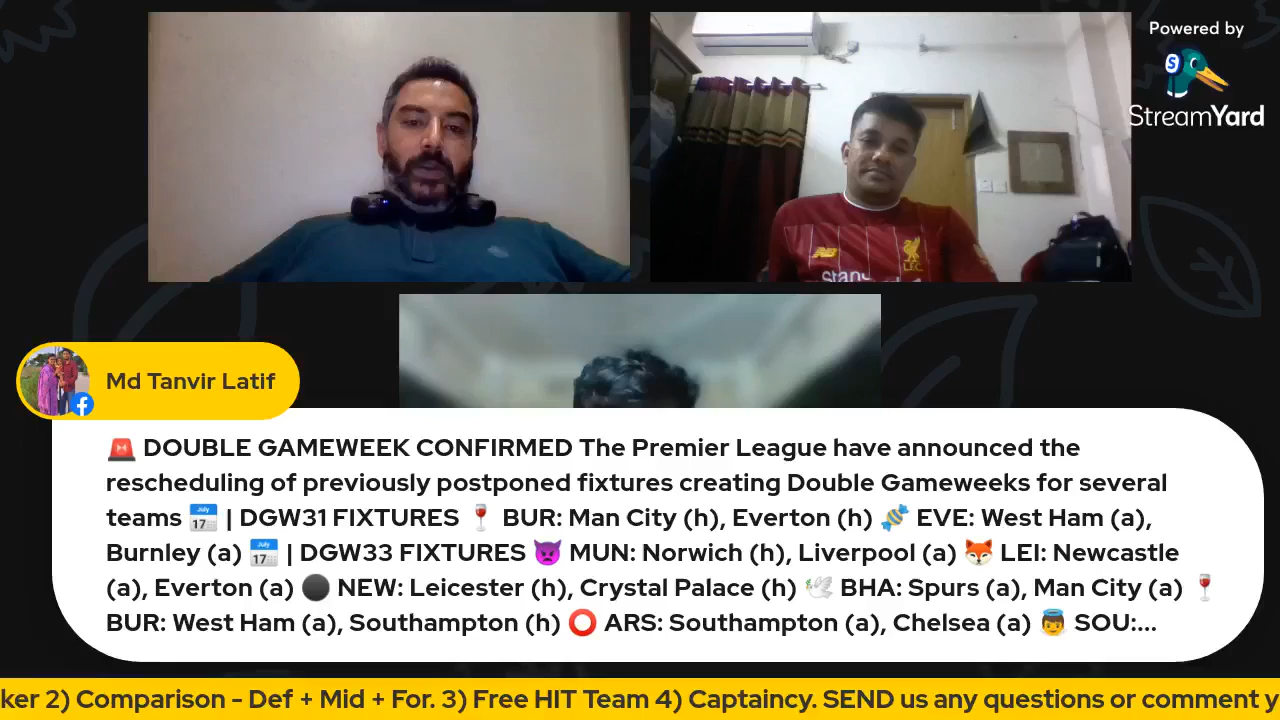 Powered by
S
StreamYard
NB
L.F.C.
Stan
Md Tanvir Latif
🚨 DOUBLE GAMEWEEK CONFIRMED The Premier League have announced the
rescheduling of previously postponed fixtures creating Double Gameweeks for several
teams 📅 | DGW31 FIXTURES 🍷 BUR: Man City (h), Everton (h) 🍬 EVE: West Ham (a),
Burnley (a) 📅 | DGW33 FIXTURES 👿 MUN: Norwich (h), Liverpool (a) 🦊 LEI: Newcastle
(a), Everton (a) ⚫ NEW: Leicester (h), Crystal Palace (h) 🕊 BHA: Spurs (a), Man City (a) 🍷
BUR: West Ham (a), Southampton (h) ⭕ ARS: Southampton (a), Chelsea (a) 😇 SOU:...
ker 2) Comparison - Def + Mid + For. 3) Free HIT Team 4) Captaincy. SEND us any questions or comment y